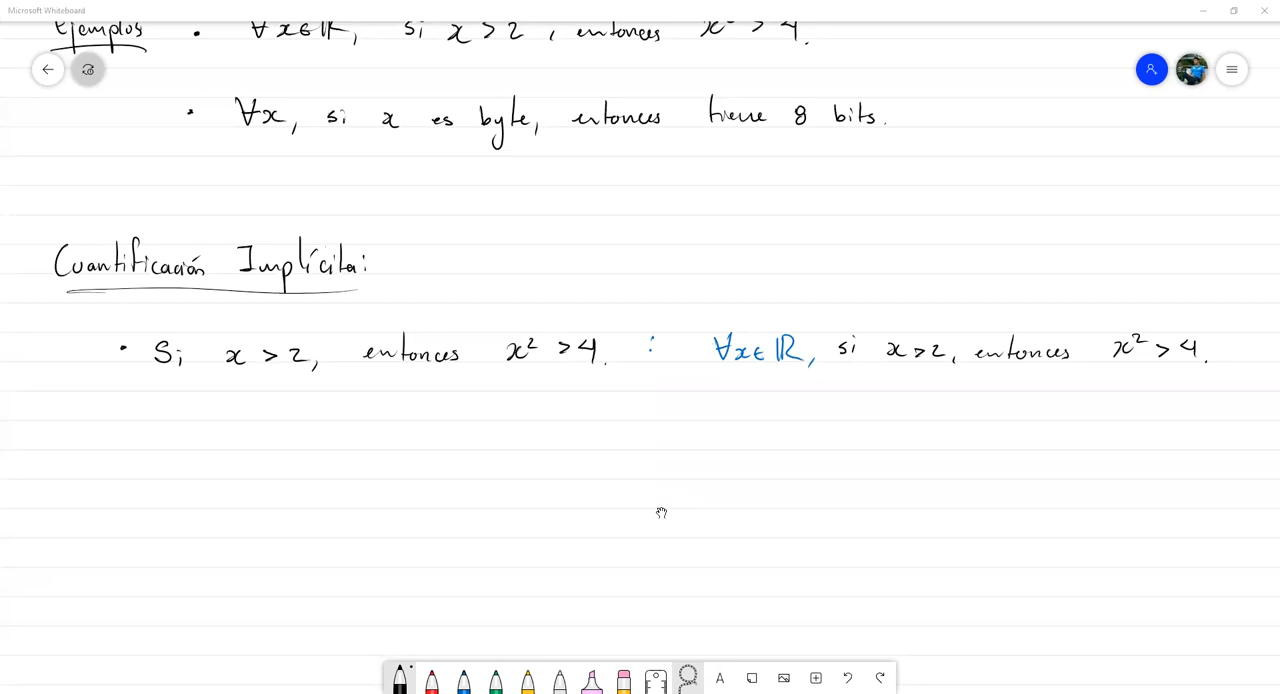 Microsoft Whiteboard
Ejemplos • ∀x∈ℝ, si x > 2, entonces x² > 4.
• ∀x, si x es byte, entonces tiene 8 bits.
Cuantificación Implícita:
• Si x > 2, entonces x² > 4. : ∀x∈ℝ, si x > 2, entonces x² > 4.
A